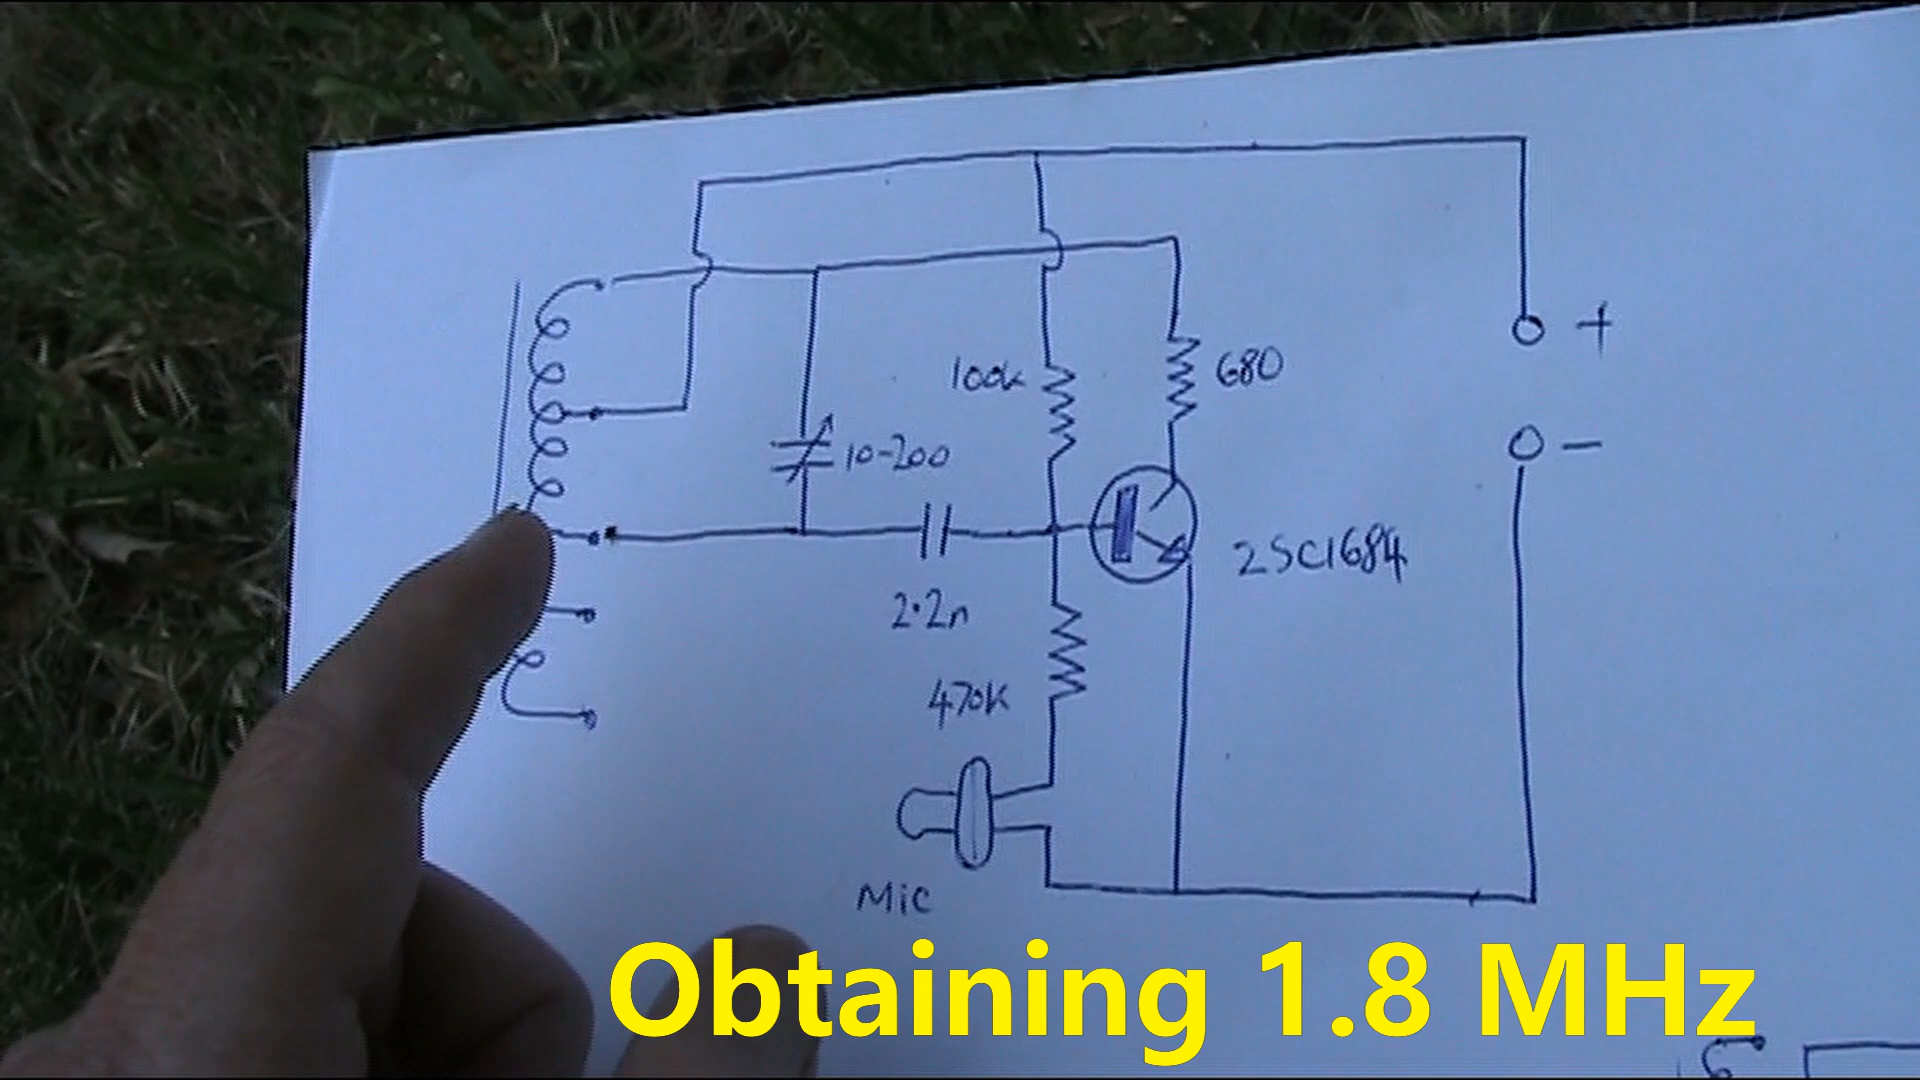 +
100k
680
10-200
−
2SC1684
2·2n
470K
Mic
Obtaining 1.8 MHz